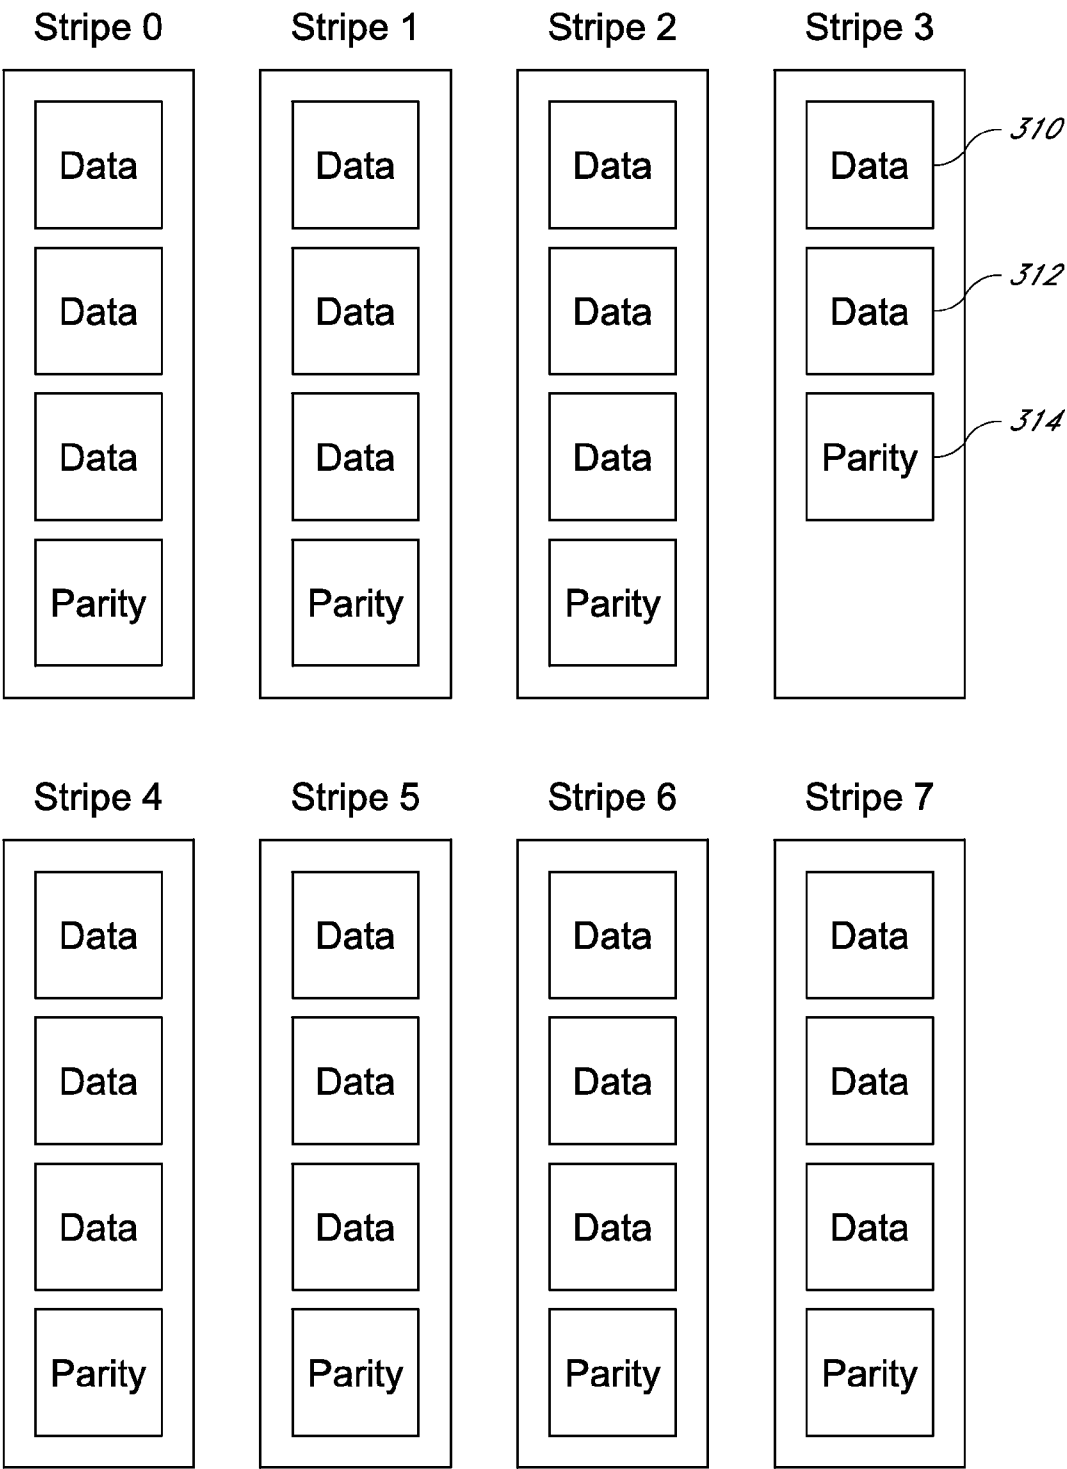 Stripe 0 Stripe 1 Stripe 2 Stripe 3
Data Data Data Data 310
Data Data Data Data 312
Data Data Data Parity 314
Parity Parity Parity
Stripe 4 Stripe 5 Stripe 6 Stripe 7
Data Data Data Data
Data Data Data Data
Data Data Data Data
Parity Parity Parity Parity